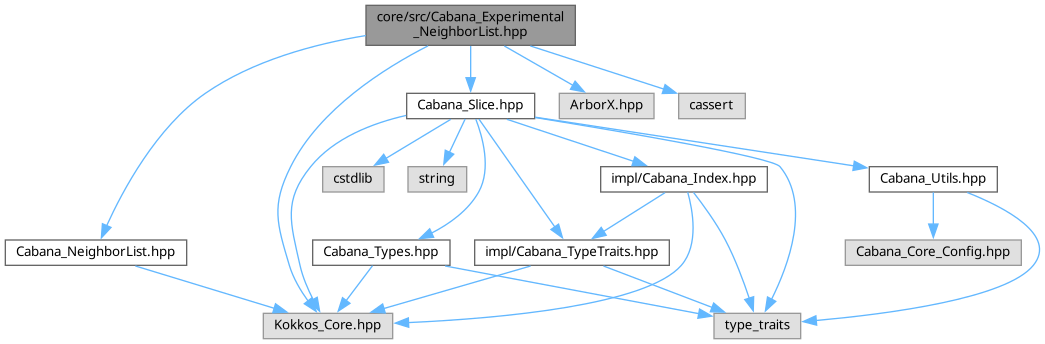 core/src/Cabana_Experimental
_NeighborList.hpp
Cabana_Slice.hpp
ArborX.hpp
cassert
cstdlib
string
impl/Cabana_Index.hpp
Cabana_Utils.hpp
Cabana_NeighborList.hpp
Cabana_Types.hpp
impl/Cabana_TypeTraits.hpp
Cabana_Core_Config.hpp
Kokkos_Core.hpp
type_traits